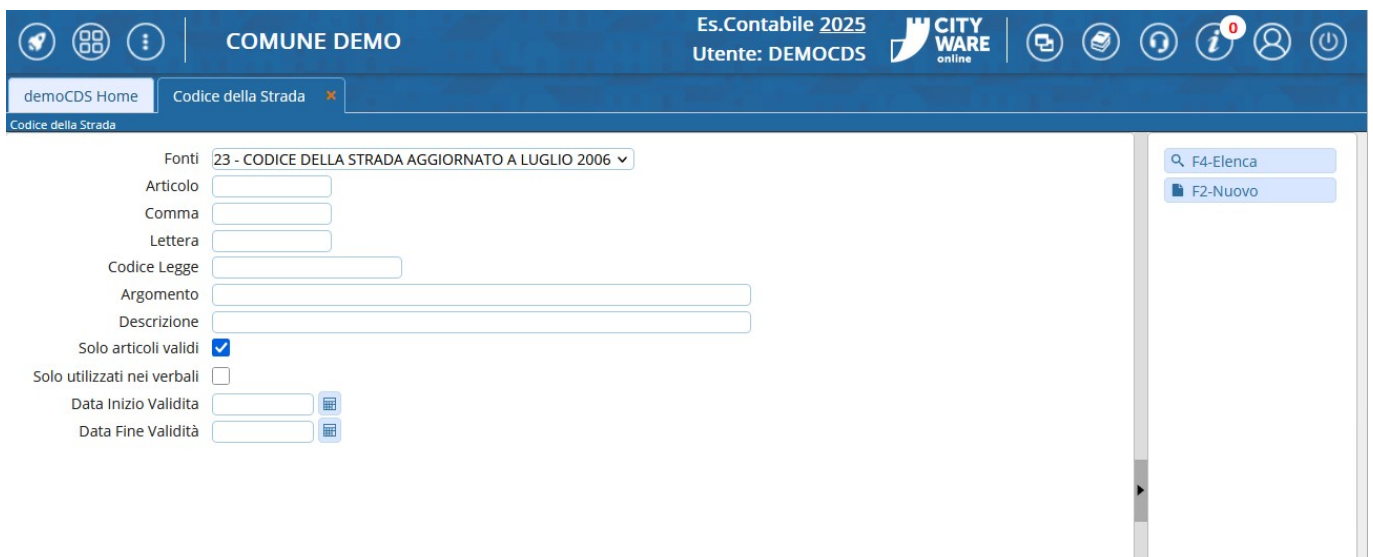 COMUNE DEMO
Es.Contabile 2025
Utente: DEMOCDS
CITY
WARE
online
0
demoCDS Home
Codice della Strada
Codice della Strada
Fonti 23 - CODICE DELLA STRADA AGGIORNATO A LUGLIO 2006
Articolo
Comma
Lettera
Codice Legge
Argomento
Descrizione
Solo articoli validi
Solo utilizzati nei verbali
Data Inizio Validita
Data Fine Validità
F4-Elenca
F2-Nuovo